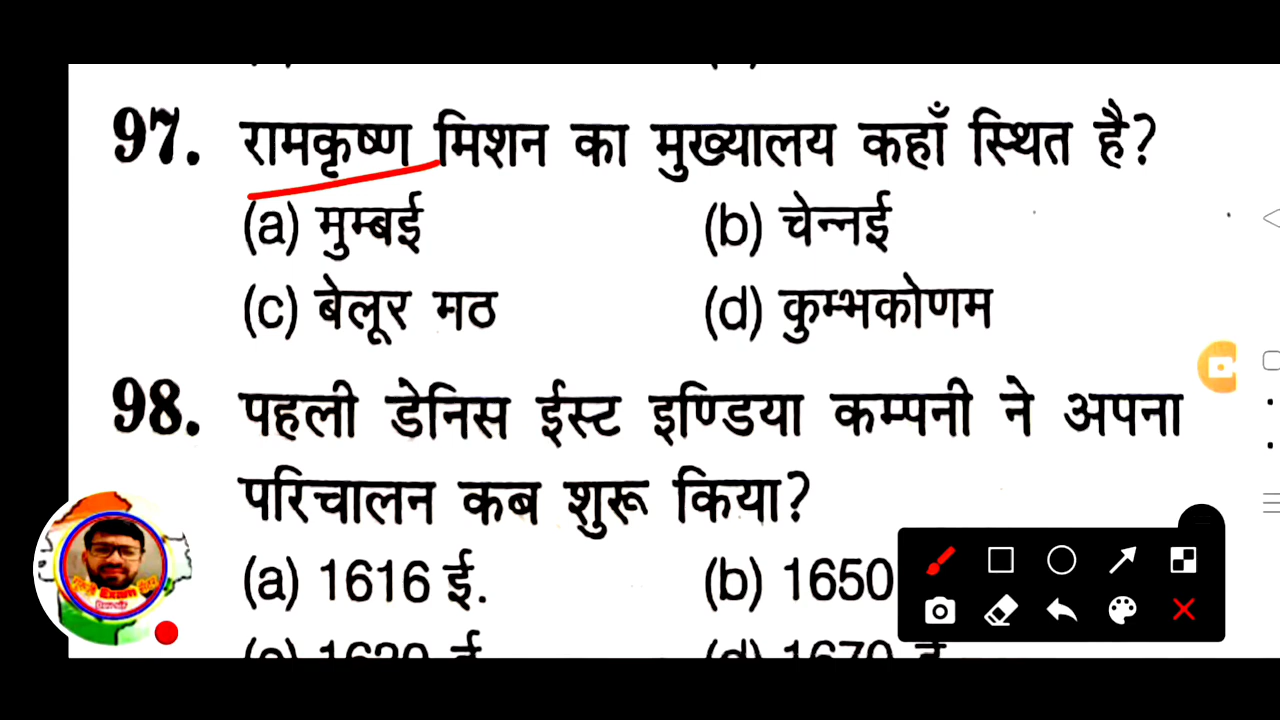 97. रामकृष्ण मिशन का मुख्यालय कहाँ स्थित है?
(a) मुम्बई (b) चेन्नई
(c) बेलूर मठ (d) कुम्भकोणम
98. पहली डेनिस ईस्ट इण्डिया कम्पनी ने अपना
परिचालन कब शुरू किया?
(a) 1616 ई. (b) 1650
Exam